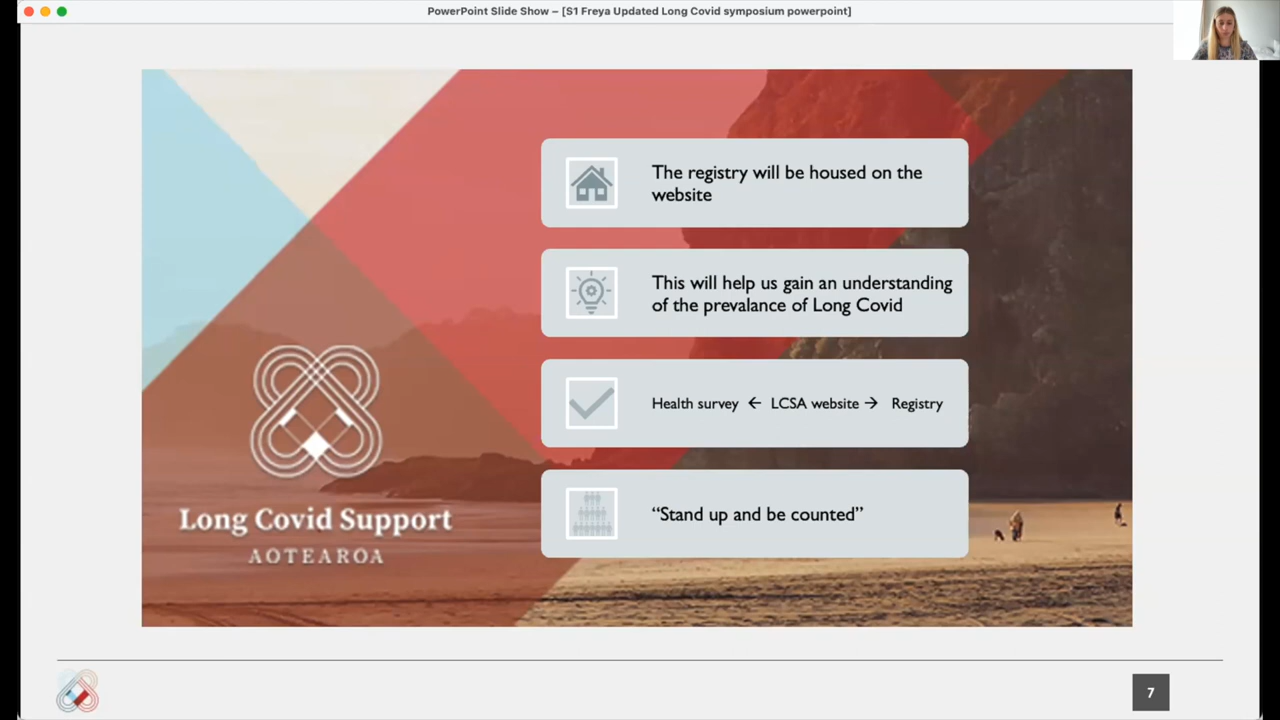 PowerPoint Slide Show – [S1 Freya Updated Long Covid symposium powerpoint]
The registry will be housed on the
website
This will help us gain an understanding
of the prevalance of Long Covid
Health survey ← LCSA website → Registry
“Stand up and be counted”
Long Covid Support
AOTEAROA
7